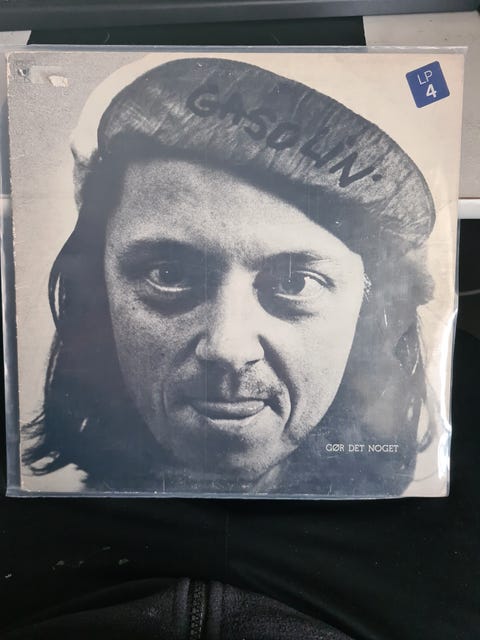 LP
4
GASOLIN'
GØR DET NOGET